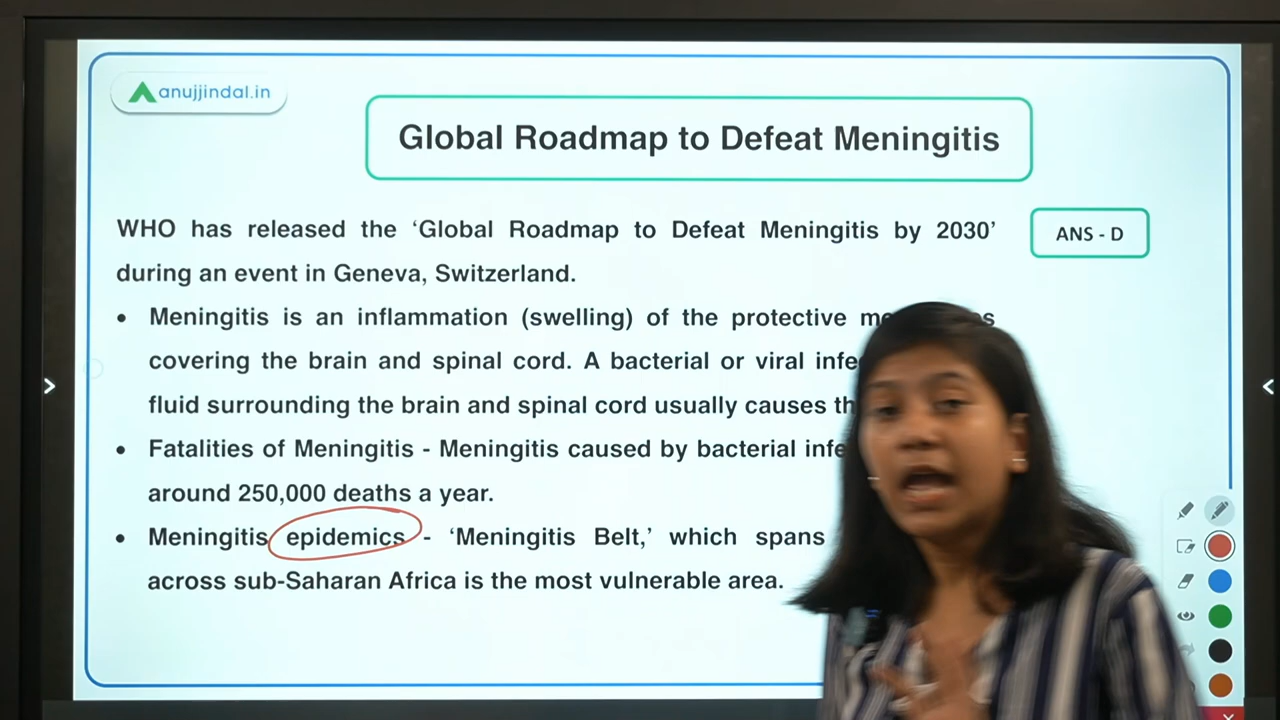 anujjindal.in
Global Roadmap to Defeat Meningitis
WHO has released the ‘Global Roadmap to Defeat Meningitis by 2030’
ANS - D
during an event in Geneva, Switzerland.
• Meningitis is an inflammation (swelling) of the protective
covering the brain and spinal cord. A bacterial or viral
fluid surrounding the brain and spinal cord usually causes
• Fatalities of Meningitis - Meningitis caused by bacterial
around 250,000 deaths a year.
• Meningitis epidemics - ‘Meningitis Belt,’ which spans
across sub-Saharan Africa is the most vulnerable area.